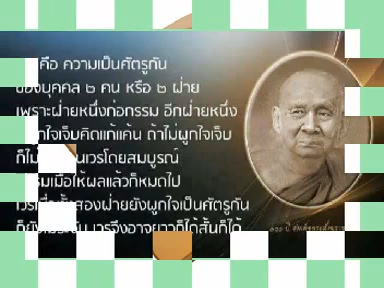 คือ ความเป็นศัตรูกัน
ของบุคคล ๒ คน หรือ ๒ ฝ่าย
เพราะฝ่ายหนึ่งก่อกรรม อีกฝ่ายหนึ่ง
ผูกใจเจ็บคิดแก้แค้น ถ้าไม่ผูกใจเจ็บ
ก็ไม่ เวรโดยสมบูรณ์
เมื่อให้ผลแล้วก็หมดไป
สองฝ่ายยังผูกใจเป็นศัตรูกัน
ก็ยัง เวรจึงอาจยาวก็ได้สั้นก็ได้